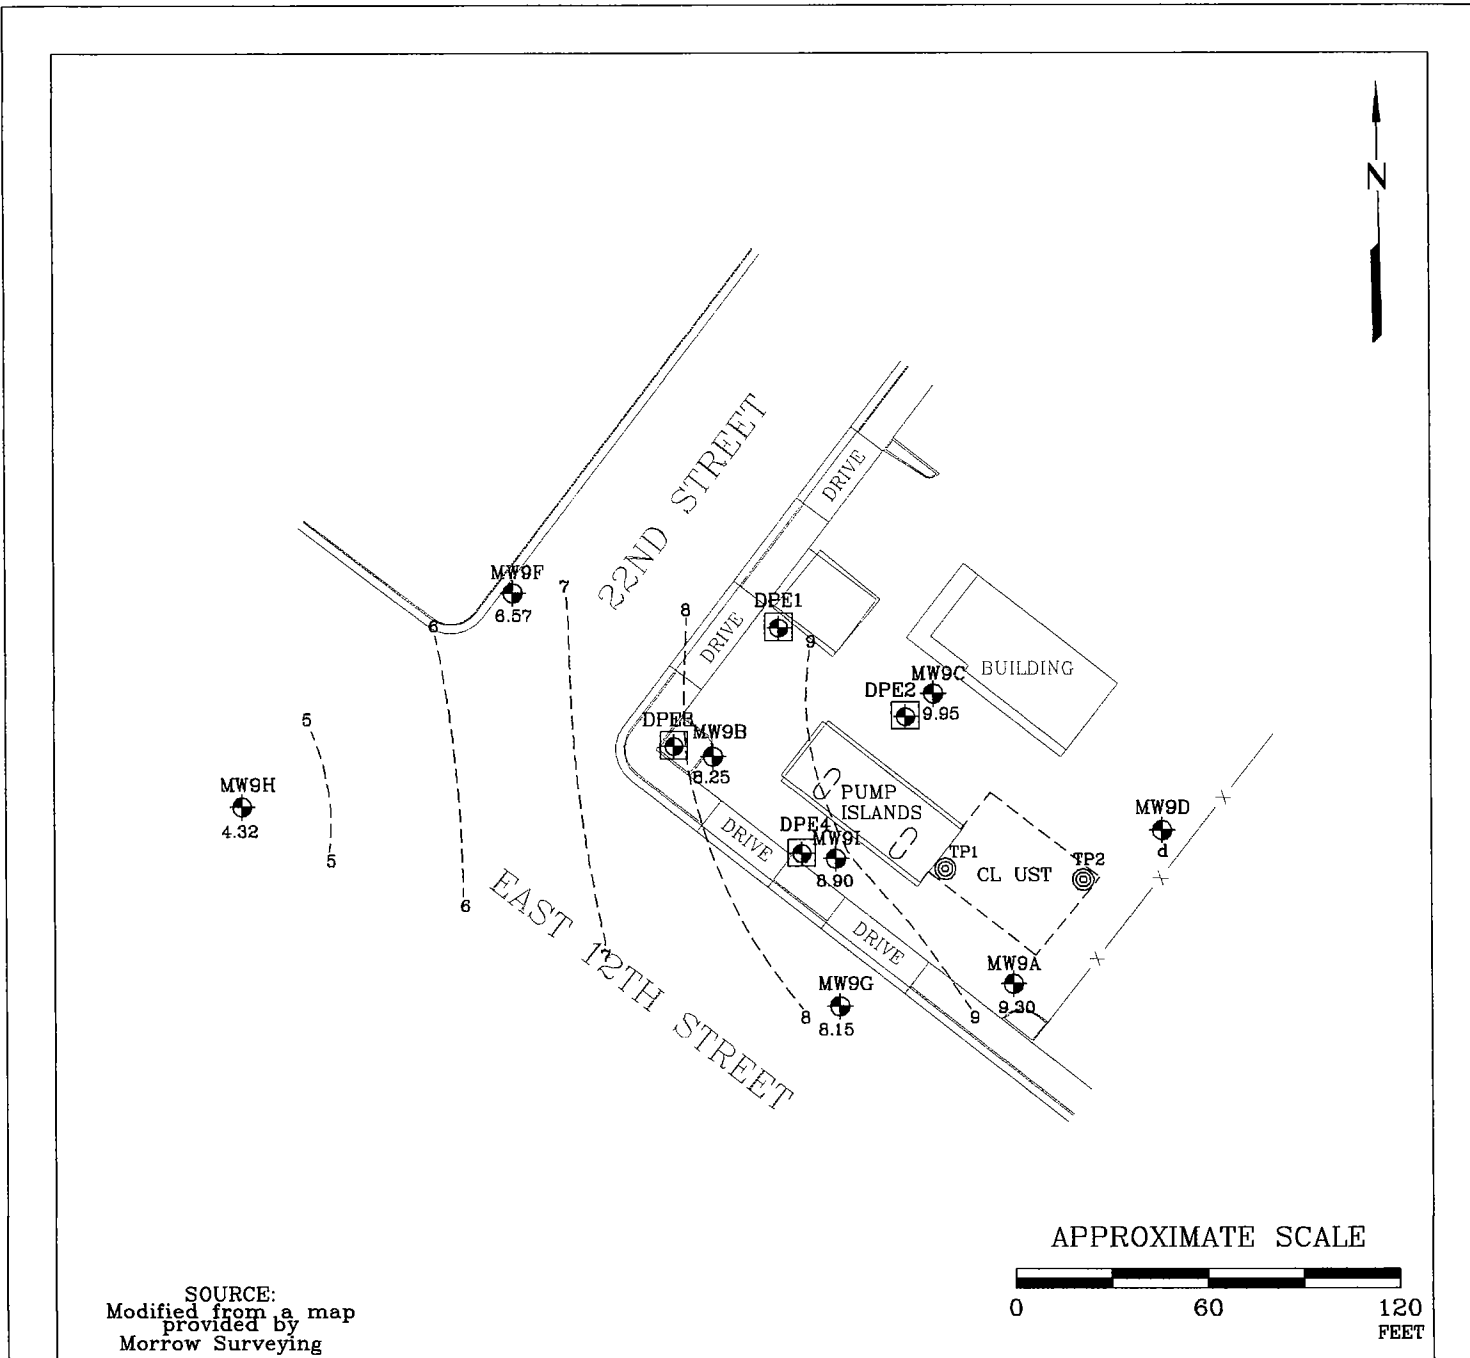 N
22ND STREET
DRIVE
MW9F
6.57
7
8
DPE1
DRIVE
9
6
BUILDING
MW9C
DPE2
9.95
5
DPE3
MW9B
8.25
MW9H
4.32
PUMP
ISLANDS
MW9D
d
DPE4
MW9I
8.90
DRIVE
TP1
CL UST
TP2
5
6
EAST 12TH STREET
7
DRIVE
MW9A
9.30
MW9G
8.15
8
9
X
X
X
APPROXIMATE SCALE
0 60 120
FEET
SOURCE:
Modified from a map
provided by
Morrow Surveying